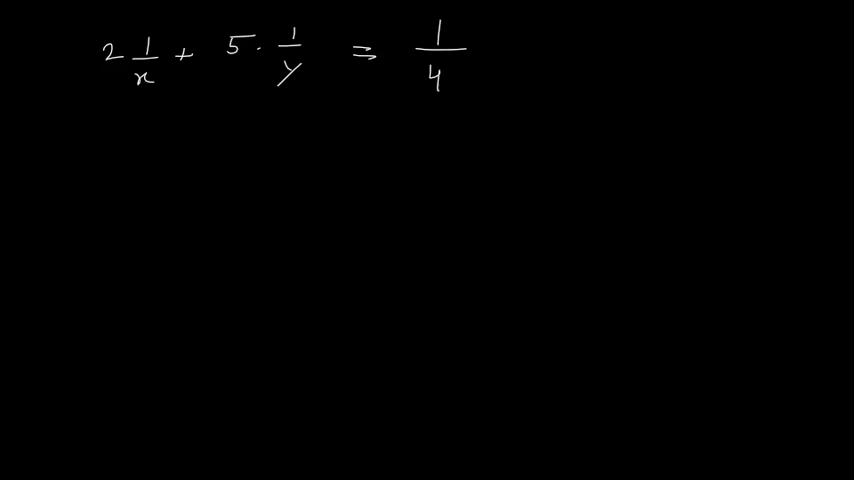 2 1/x + 5 · 1/y = 1/4